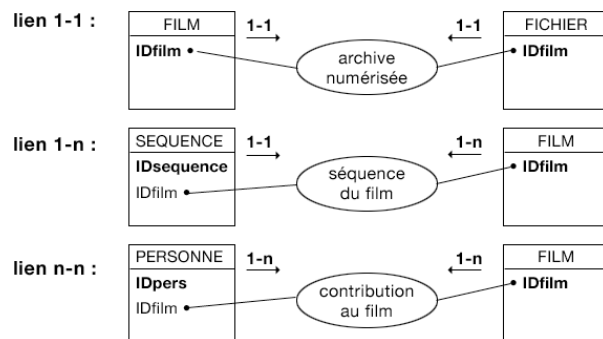 lien 1-1 :
FILM
IDfilm
1-1
archive
numérisée
1-1
FICHIER
IDfilm
lien 1-n :
SEQUENCE
IDsequence
IDfilm
1-1
séquence
du film
1-n
FILM
IDfilm
lien n-n :
PERSONNE
IDpers
IDfilm
1-n
contribution
au film
1-n
FILM
IDfilm